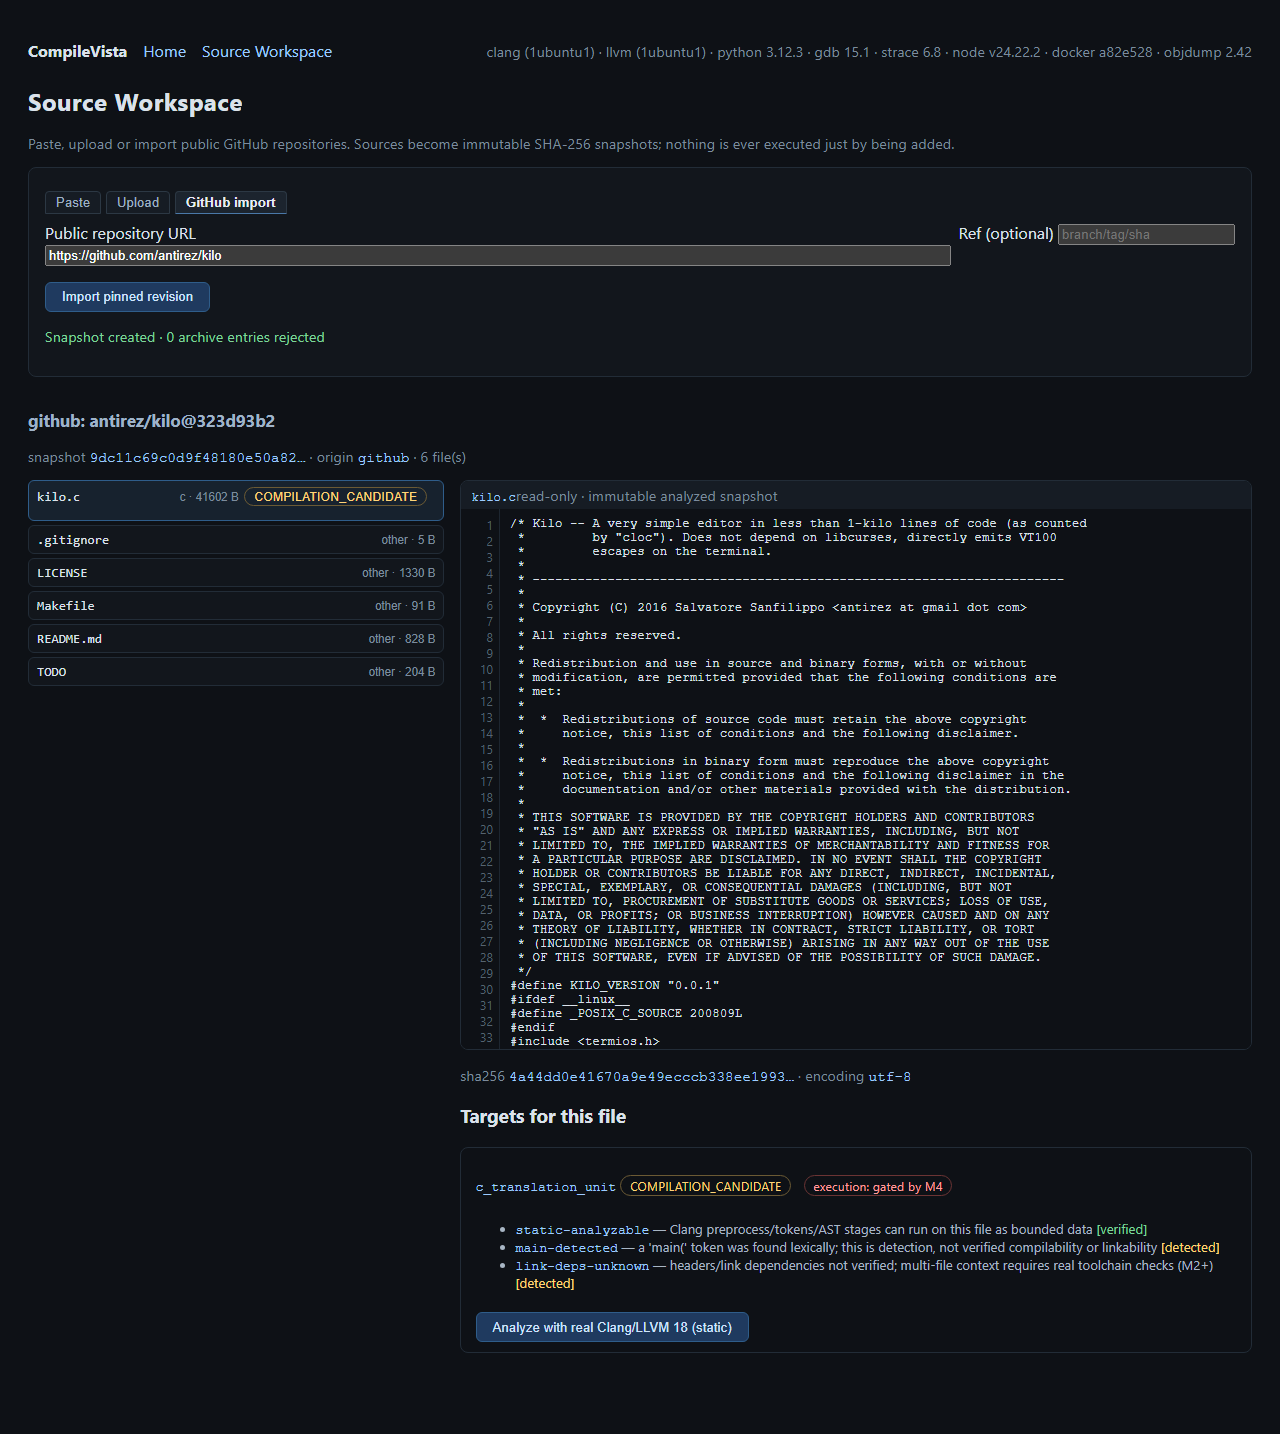 CompileVista Home Source Workspace clang (1ubuntu1) · llvm (1ubuntu1) · python 3.12.3 · gdb 15.1 · strace 6.8 · node v24.22.2 · docker a82e528 · objdump 2.42
Source Workspace
Paste, upload or import public GitHub repositories. Sources become immutable SHA-256 snapshots; nothing is ever executed just by being added.
Paste Upload GitHub import
Public repository URL Ref (optional) branch/tag/sha
https://github.com/antirez/kilo
Import pinned revision
Snapshot created · 0 archive entries rejected
github: antirez/kilo@323d93b2
snapshot 9dc11c69c0d9f48180e50a82… · origin github · 6 file(s)
kilo.c c · 41602 B COMPILATION_CANDIDATE
.gitignore other · 5 B
LICENSE other · 1330 B
Makefile other · 91 B
README.md other · 828 B
TODO other · 204 B
kilo.c read-only · immutable analyzed snapshot
1
2
3
4
5
6
7
8
9
10
11
12
13
14
15
16
17
18
19
20
21
22
23
24
25
26
27
28
29
30
31
32
33
/* Kilo -- A very simple editor in less than 1-kilo lines of code (as counted
 *         by "cloc"). Does not depend on libcurses, directly emits VT100
 *         escapes on the terminal.
 *
 * -----------------------------------------------------------------------
 *
 * Copyright (C) 2016 Salvatore Sanfilippo <antirez at gmail dot com>
 *
 * All rights reserved.
 *
 * Redistribution and use in source and binary forms, with or without
 * modification, are permitted provided that the following conditions are
 * met:
 *
 *  *  Redistributions of source code must retain the above copyright
 *     notice, this list of conditions and the following disclaimer.
 *
 *  *  Redistributions in binary form must reproduce the above copyright
 *     notice, this list of conditions and the following disclaimer in the
 *     documentation and/or other materials provided with the distribution.
 *
 * THIS SOFTWARE IS PROVIDED BY THE COPYRIGHT HOLDERS AND CONTRIBUTORS
 * "AS IS" AND ANY EXPRESS OR IMPLIED WARRANTIES, INCLUDING, BUT NOT
 * LIMITED TO, THE IMPLIED WARRANTIES OF MERCHANTABILITY AND FITNESS FOR
 * A PARTICULAR PURPOSE ARE DISCLAIMED. IN NO EVENT SHALL THE COPYRIGHT
 * HOLDER OR CONTRIBUTORS BE LIABLE FOR ANY DIRECT, INDIRECT, INCIDENTAL,
 * SPECIAL, EXEMPLARY, OR CONSEQUENTIAL DAMAGES (INCLUDING, BUT NOT
 * LIMITED TO, PROCUREMENT OF SUBSTITUTE GOODS OR SERVICES; LOSS OF USE,
 * DATA, OR PROFITS; OR BUSINESS INTERRUPTION) HOWEVER CAUSED AND ON ANY
 * THEORY OF LIABILITY, WHETHER IN CONTRACT, STRICT LIABILITY, OR TORT
 * (INCLUDING NEGLIGENCE OR OTHERWISE) ARISING IN ANY WAY OUT OF THE USE
 * OF THIS SOFTWARE, EVEN IF ADVISED OF THE POSSIBILITY OF SUCH DAMAGE.
 */
#define KILO_VERSION "0.0.1"
#ifdef __linux__
#define _POSIX_C_SOURCE 200809L
#endif
#include <termios.h>
sha256 4a44dd0e41670a9e49ecccb338ee1993… · encoding utf-8
Targets for this file
c_translation_unit COMPILATION_CANDIDATE execution: gated by M4
• static-analyzable — Clang preprocess/tokens/AST stages can run on this file as bounded data [verified]
• main-detected — a 'main(' token was found lexically; this is detection, not verified compilability or linkability [detected]
• link-deps-unknown — headers/link dependencies not verified; multi-file context requires real toolchain checks (M2+)
[detected]
Analyze with real Clang/LLVM 18 (static)